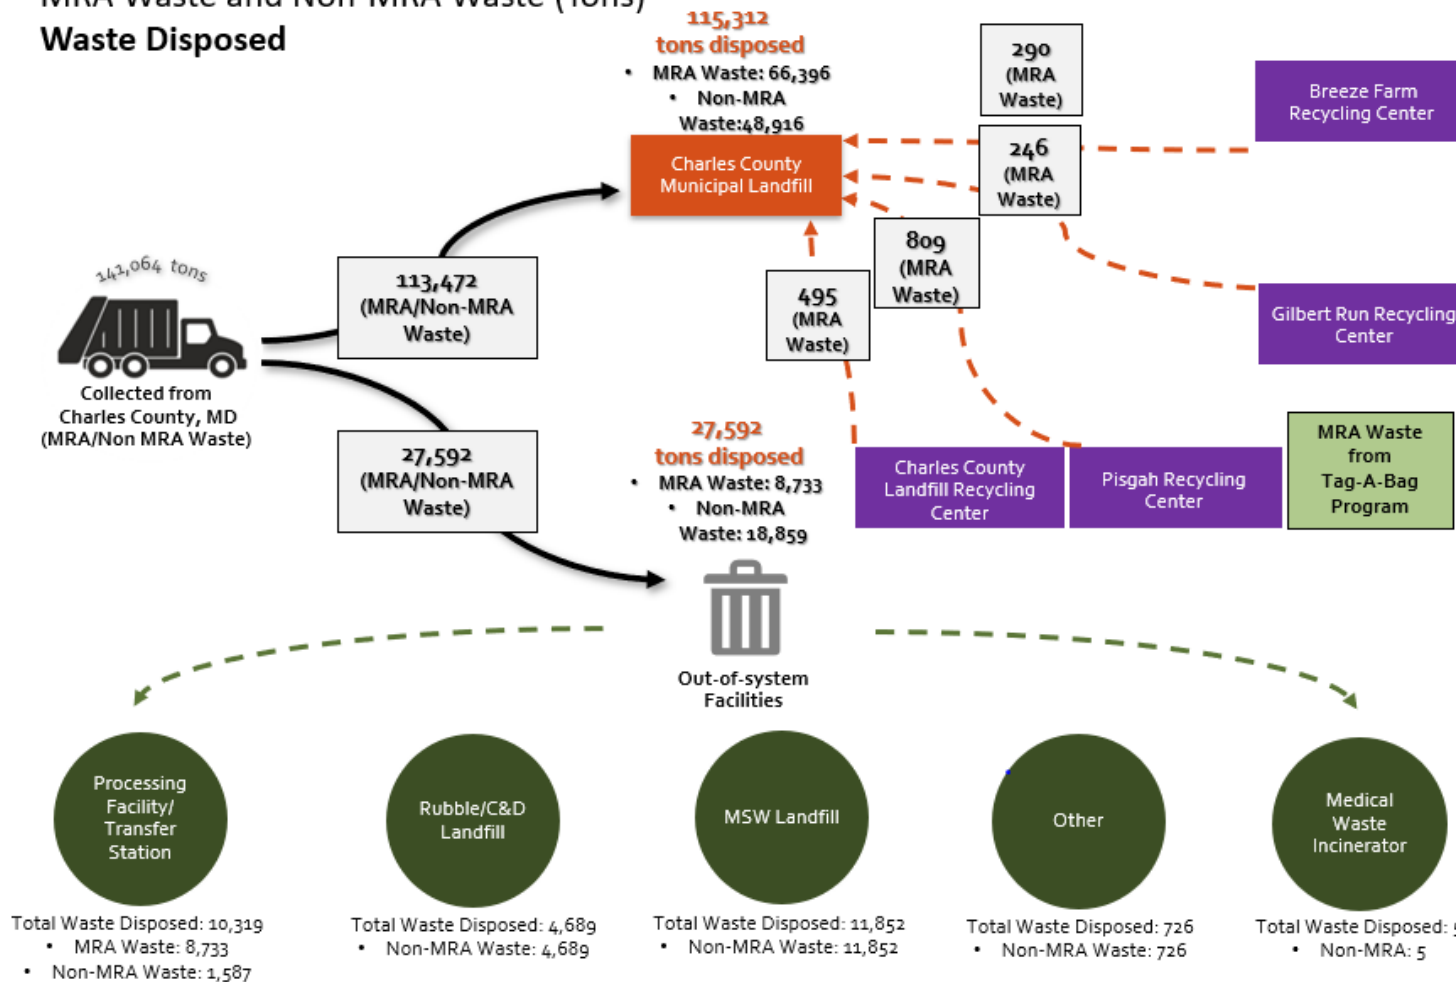 MRA Waste and Non-MRA Waste (Tons)
Waste Disposed
115,312
tons disposed
• MRA Waste: 66,396
• Non-MRA
Waste:48,916
Charles County
Municipal Landfill
290
(MRA
Waste)
246
(MRA
Waste)
809
(MRA
Waste)
495
(MRA
Waste)
Breeze Farm
Recycling Center
Gilbert Run Recycling
Center
141,064 tons
Collected from
Charles County, MD
(MRA/Non MRA Waste)
113,472
(MRA/Non-MRA
Waste)
27,592
(MRA/Non-MRA
Waste)
27,592
tons disposed
• MRA Waste: 8,733
• Non-MRA
Waste: 18,859
Charles County
Landfill Recycling
Center
Pisgah Recycling
Center
MRA Waste
from
Tag-A-Bag
Program
Out-of-system
Facilities
Processing
Facility/
Transfer
Station
Rubble/C&D
Landfill
MSW Landfill
Other
Medical
Waste
Incinerator
Total Waste Disposed: 10,319
• MRA Waste: 8,733
• Non-MRA Waste: 1,587
Total Waste Disposed: 4,689
• Non-MRA Waste: 4,689
Total Waste Disposed: 11,852
• Non-MRA Waste: 11,852
Total Waste Disposed: 726
• Non-MRA Waste: 726
Total Waste Disposed: 5
• Non-MRA: 5